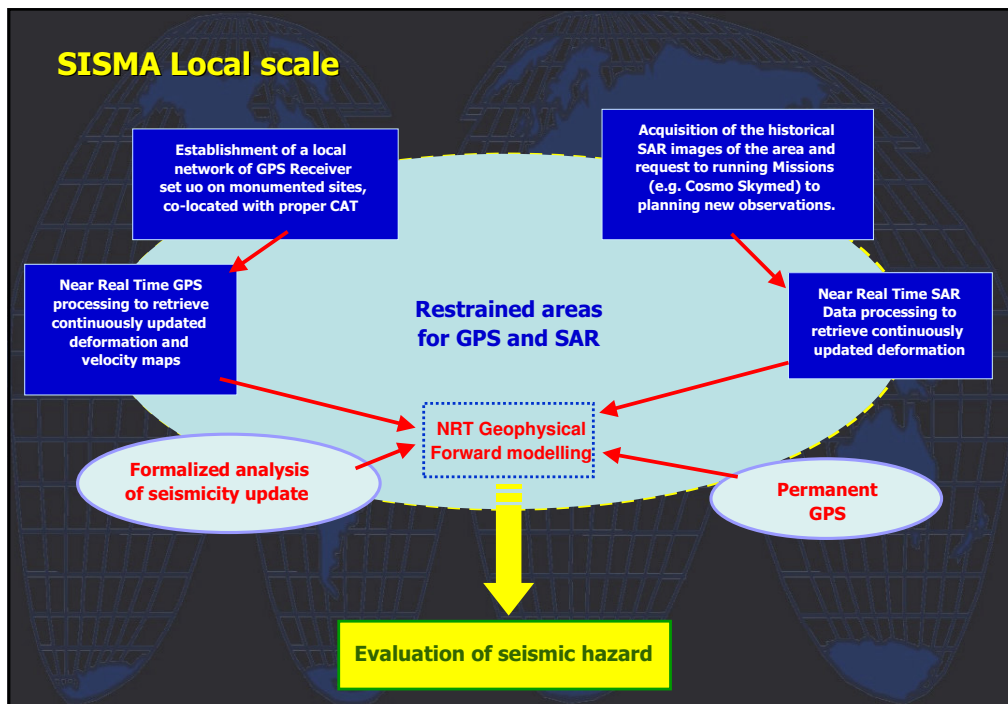 SISMA Local scale
Establishment of a local
network of GPS Receiver
set uo on monumented sites,
co-located with proper CAT
Acquisition of the historical
SAR images of the area and
request to running Missions
(e.g. Cosmo Skymed) to
planning new observations.
Near Real Time GPS
processing to retrieve
continuously updated
deformation and
velocity maps
Restrained areas
for GPS and SAR
Near Real Time SAR
Data processing to
retrieve continuously
updated deformation
NRT Geophysical
Forward modelling
Formalized analysis
of seismicity update
Permanent
GPS
Evaluation of seismic hazard